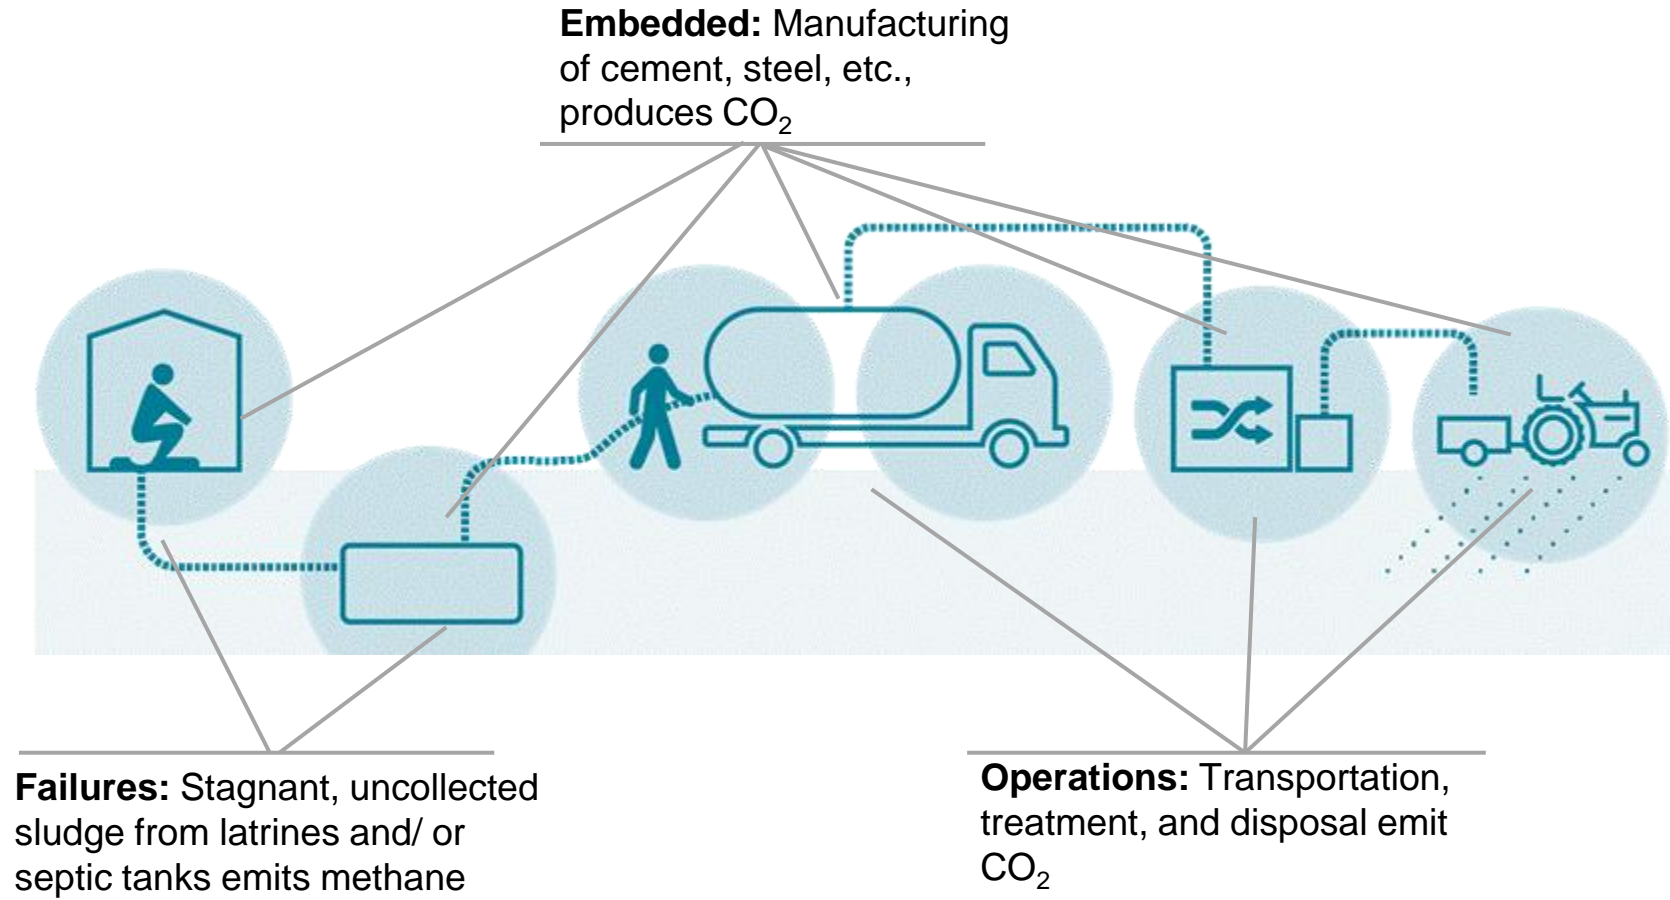 Embedded: Manufacturing
of cement, steel, etc.,
produces CO₂
Failures: Stagnant, uncollected
sludge from latrines and/ or
septic tanks emits methane
Operations: Transportation,
treatment, and disposal emit
CO₂